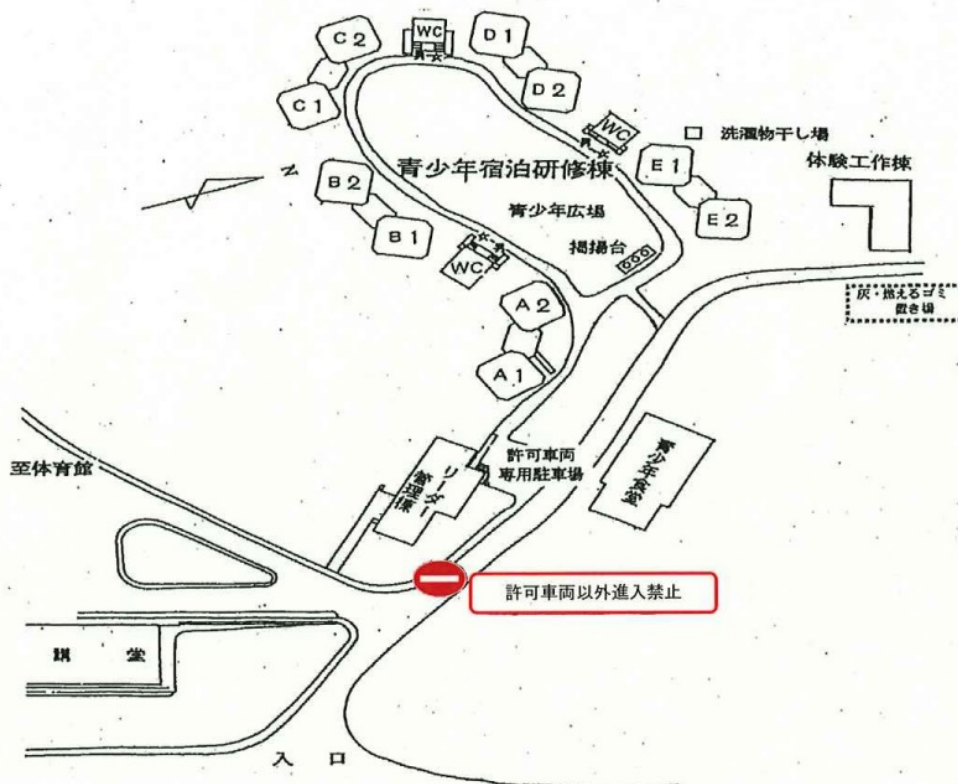 C2
WC
D1
C1
D2
WC
洗濯物干し場
体験工作棟
N
青少年宿泊研修棟
E1
B2
青少年広場
E2
B1
掲揚台
WC
灰・燃えるゴミ
置き場
A2
A1
至体育館
リーダー
管理棟
許可車両
専用駐車場
青少年食堂
許可車両以外進入禁止
講堂
入口